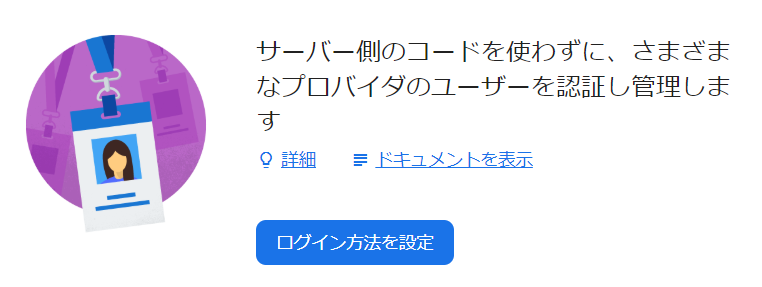 サーバー側のコードを使わずに、さまざま
なプロバイダのユーザーを認証し管理しま
す
詳細 ドキュメントを表示
ログイン方法を設定